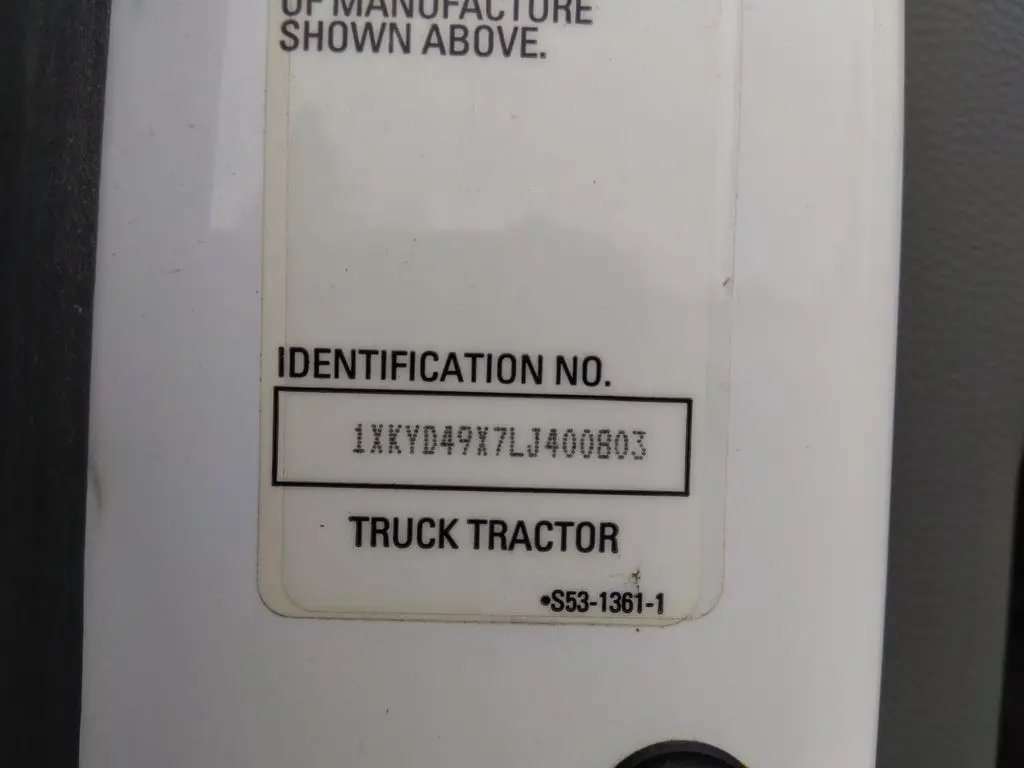 OF MANUFACTURE
SHOWN ABOVE.
IDENTIFICATION NO.
1XKYD49X7LJ400803
TRUCK TRACTOR
•S53-1361-1